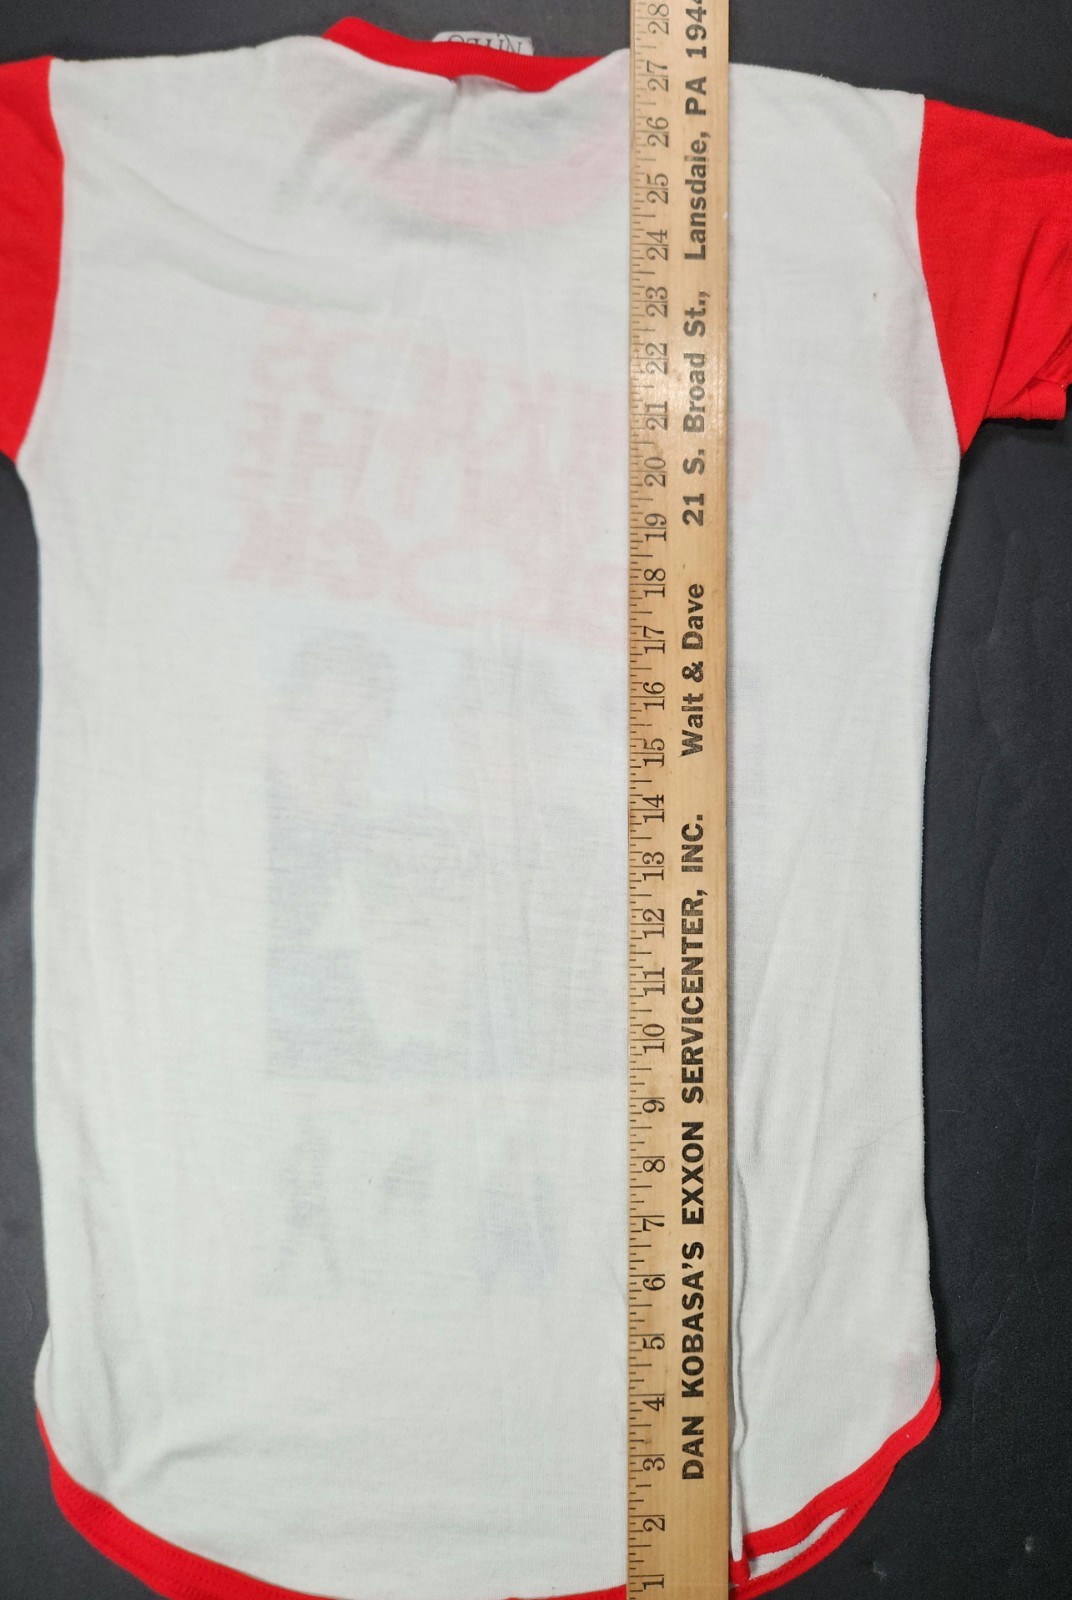 DAN KOBASA'S EXXON SERVICENTER, INC. Walt & Dave 21 S. Broad St., Lansdale, PA 1944
1 2 3 4 5 6 7 8 9 10 11 12 13 14 15 16 17 18 19 20 21 22 23 24 25 26 27 28